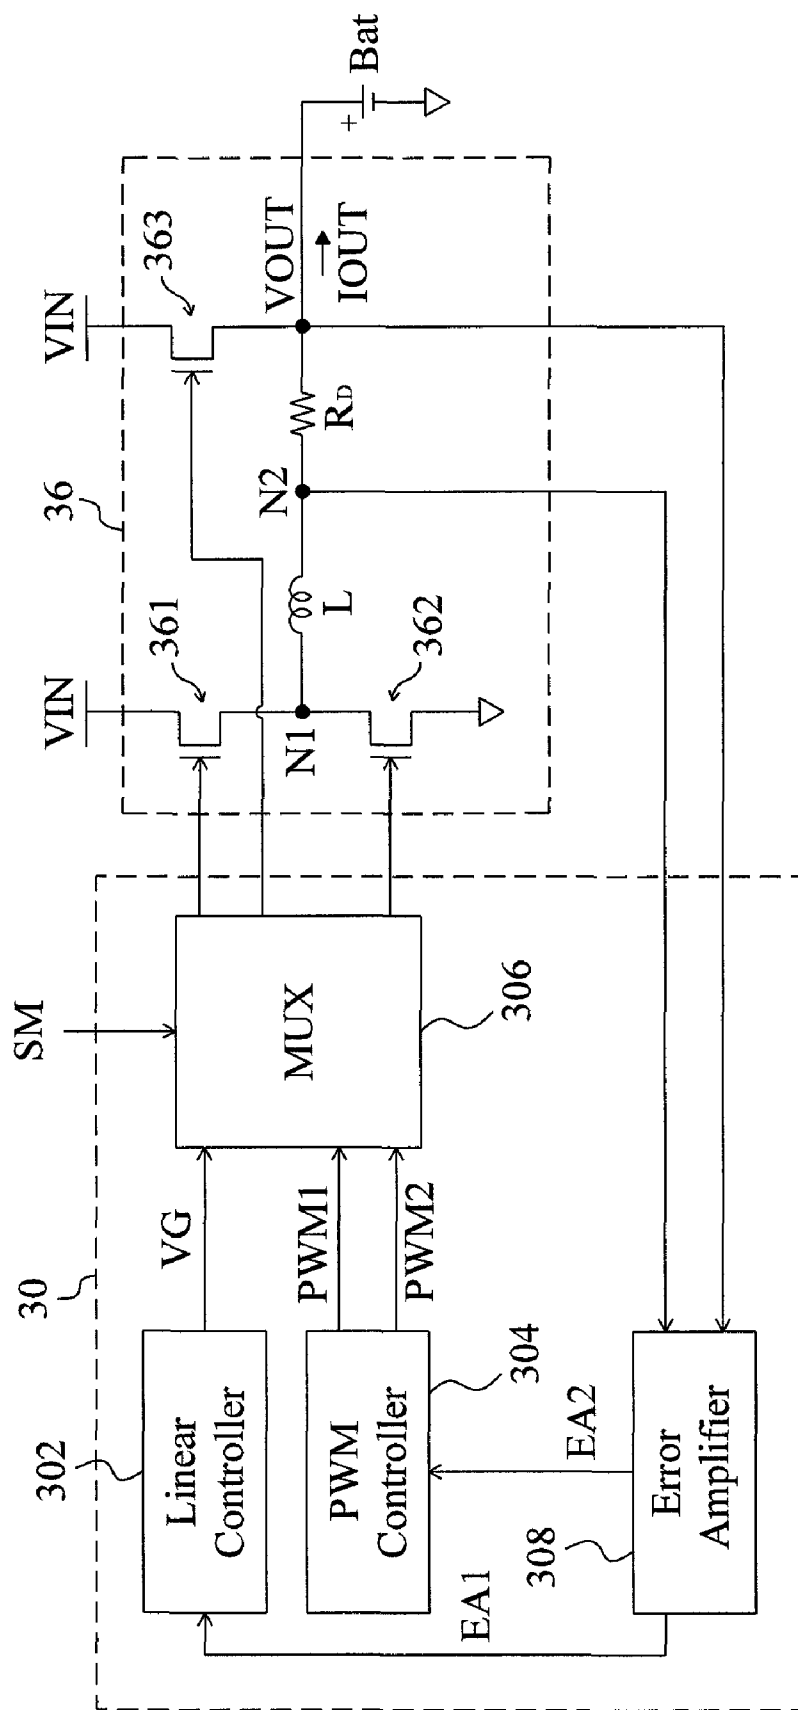 30
302
Linear
Controller
VG
PWM
Controller
304
PWM1
PWM2
308
Error
Amplifier
EA1
EA2
SM
MUX
306
36
VIN
361
N1
362
L
N2
RD
VIN
363
VOUT
IOUT
+
Bat